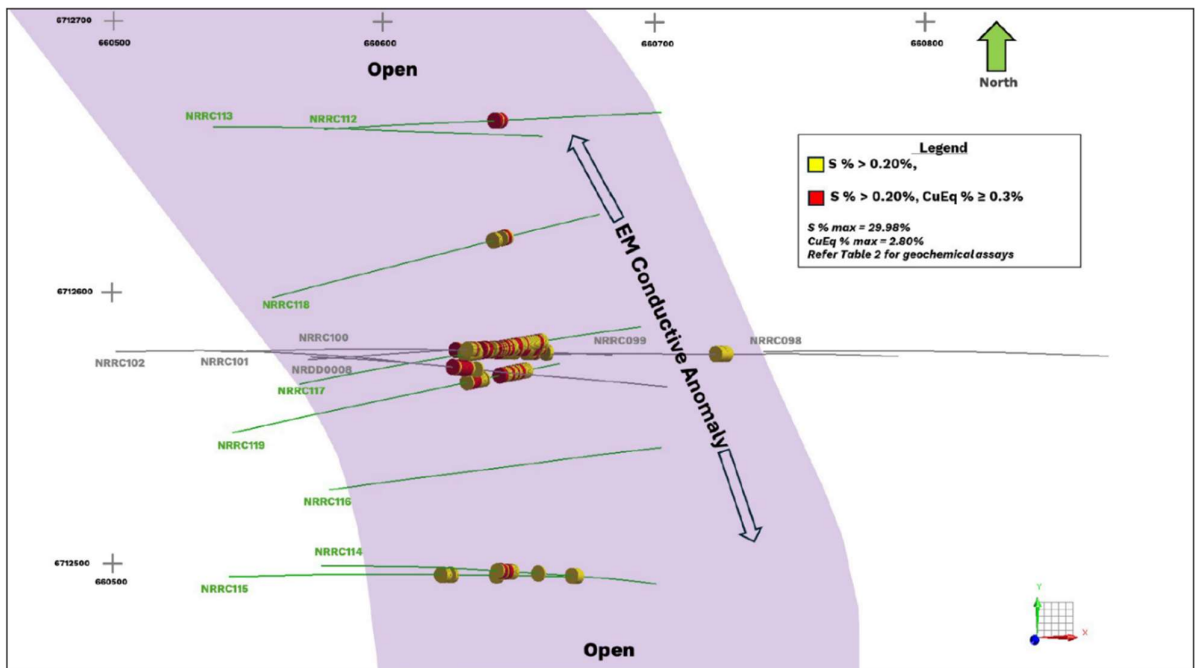 6712700
660500
660600
660700
660800
Open
North
NRRC113
NRRC112
Legend
S % > 0.20%,
S % > 0.20%, CuEq % ≥ 0.3%
S % max = 29.98%
CuEq % max = 2.80%
Refer Table 2 for geochemical assays
EM Conductive Anomaly
6712600
NRRC118
NRRC100
NRRC099
NRRC098
NRRC102
NRRC101
NRDD0008
NRRC117
NRRC119
NRRC116
NRRC114
6712500
660500
NRRC115
Open
Y
X